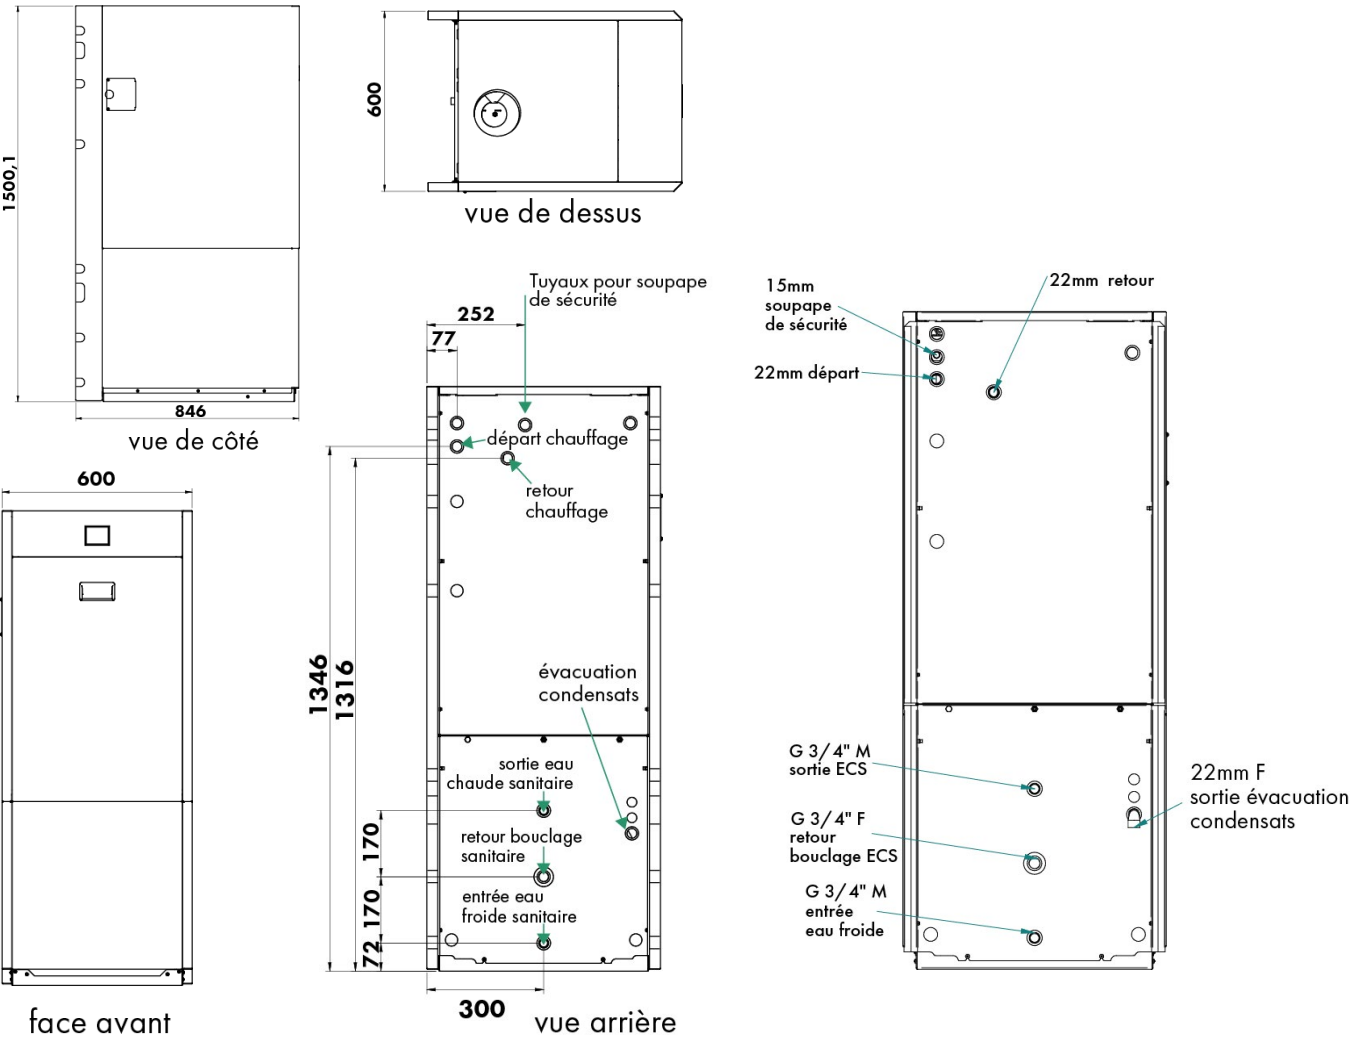 1500,1
846
vue de côté
600
vue de dessus
600
face avant
Tuyaux pour soupape
de sécurité
252
77
départ chauffage
retour
chauffage
1346
1316
évacuation
condensats
sortie eau
chaude sanitaire
170
retour bouclage
sanitaire
170
entrée eau
froide sanitaire
72
300
vue arrière
15mm
soupape
de sécurité
22mm retour
22mm départ
G 3/4" M
sortie ECS
G 3/4" F
retour
bouclage ECS
G 3/4" M
entrée
eau froide
22mm F
sortie évacuation
condensats